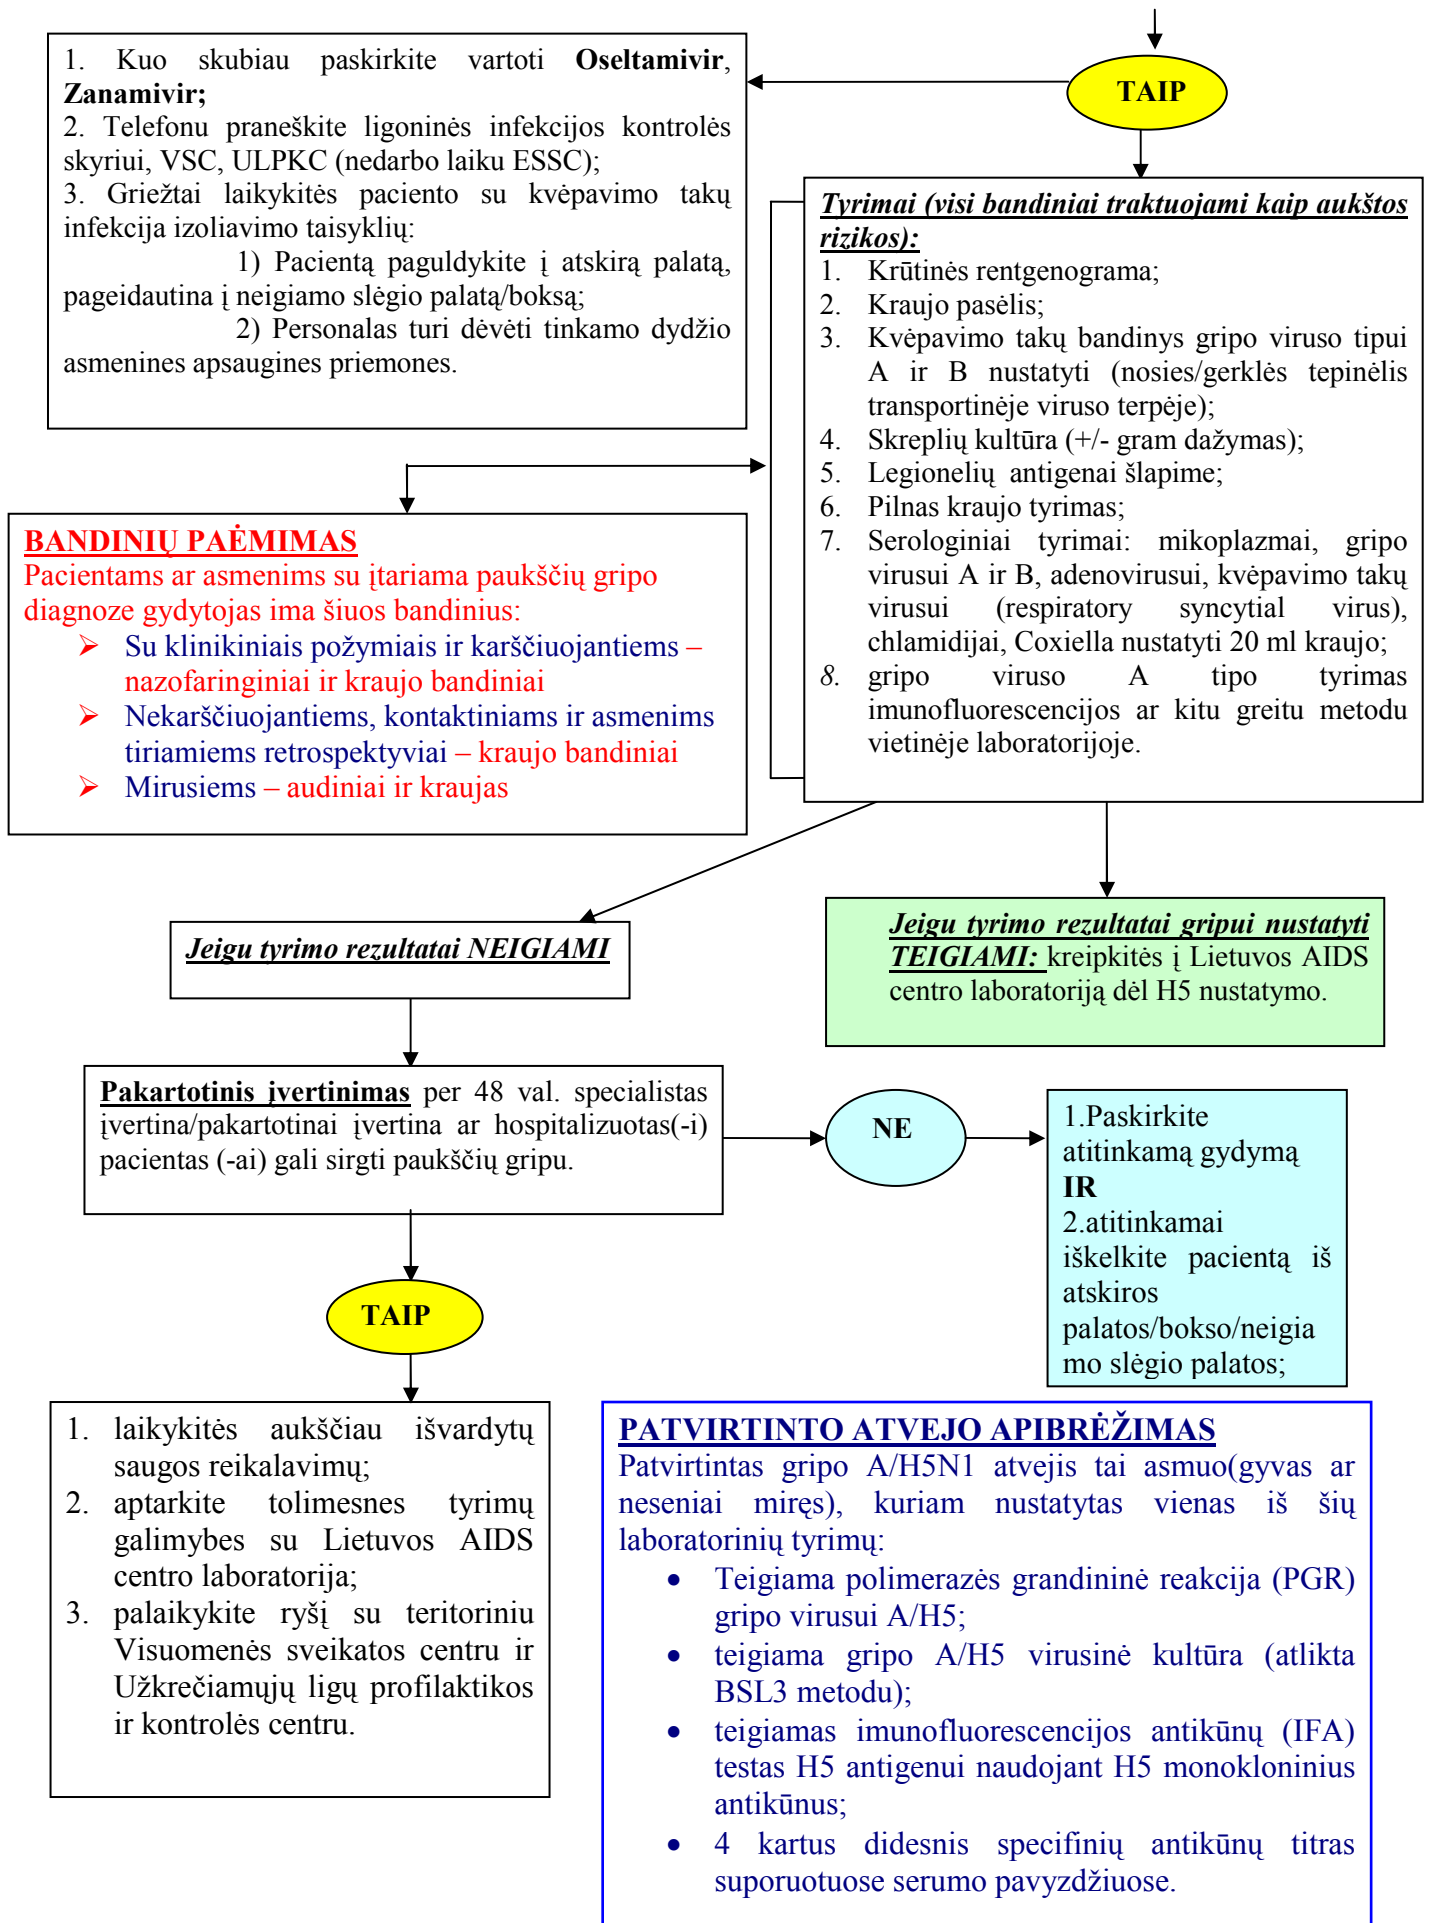 TAIP
1. Kuo skubiau paskirkite vartoti Oseltamivir,
Zanamivir;
2. Telefonu praneškite ligoninės infekcijos kontrolės
skyriui, VSC, ULPKC (nedarbo laiku ESSC);
3. Griežtai laikykitės paciento su kvėpavimo takų
infekcija izoliavimo taisyklių:
1) Pacientą paguldykite į atskirą palatą,
pageidautina į neigiamo slėgio palatą/boksą;
2) Personalas turi dėvėti tinkamo dydžio
asmenines apsaugines priemones.
Tyrimai (visi bandiniai traktuojami kaip aukštos
rizikos):
1. Krūtinės rentgenograma;
2. Kraujo pasėlis;
3. Kvėpavimo takų bandinys gripo viruso tipui
A ir B nustatyti (nosies/gerklės tepinėlis
transportinėje viruso terpėje);
4. Skreplių kultūra (+/- gram dažymas);
5. Legionelių antigenai šlapime;
6. Pilnas kraujo tyrimas;
7. Serologiniai tyrimai: mikoplazmai, gripo
virusui A ir B, adenovirusui, kvėpavimo takų
virusui (respiratory syncytial virus),
chlamidijai, Coxiella nustatyti 20 ml kraujo;
8. gripo viruso A tipo tyrimas
imunofluorescencijos ar kitu greitu metodu
vietinėje laboratorijoje.
BANDINIŲ PAĖMIMAS
Pacientams ar asmenims su įtariama paukščių gripo
diagnoze gydytojas ima šiuos bandinius:
➢ Su klinikiniais požymiais ir karščiuojantiems –
nazofaringiniai ir kraujo bandiniai
➢ Nekarščiuojantiems, kontaktiniams ir asmenims
tiriamiems retrospektyviai – kraujo bandiniai
➢ Mirusiems – audiniai ir kraujas
Jeigu tyrimo rezultatai NEIGIAMI
Jeigu tyrimo rezultatai gripui nustatyti
TEIGIAMI: kreipkitės į Lietuvos AIDS
centro laboratoriją dėl H5 nustatymo.
Pakartotinis įvertinimas per 48 val. specialistas
įvertina/pakartotinai įvertina ar hospitalizuotas(-i)
pacientas (-ai) gali sirgti paukščių gripu.
NE
1.Paskirkite
atitinkamą gydymą
IR
2.atitinkamai
iškelkite pacientą iš
atskiros
palatos/bokso/neigia
mo slėgio palatos;
TAIP
1. laikykitės aukščiau išvardytų
saugos reikalavimų;
2. aptarkite tolimesnes tyrimų
galimybes su Lietuvos AIDS
centro laboratorija;
3. palaikykite ryšį su teritoriniu
Visuomenės sveikatos centru ir
Užkrečiamųjų ligų profilaktikos
ir kontrolės centru.
PATVIRTINTO ATVEJO APIBRĖŽIMAS
Patvirtintas gripo A/H5N1 atvejis tai asmuo(gyvas ar
neseniai miręs), kuriam nustatytas vienas iš šių
laboratorinių tyrimų:
• Teigiama polimerazės grandininė reakcija (PGR)
gripo virusui A/H5;
• teigiama gripo A/H5 virusinė kultūra (atlikta
BSL3 metodu);
• teigiamas imunofluorescencijos antikūnų (IFA)
testas H5 antigenui naudojant H5 monokloninius
antikūnus;
• 4 kartus didesnis specifinių antikūnų titras
suporuotuose serumo pavyzdžiuose.